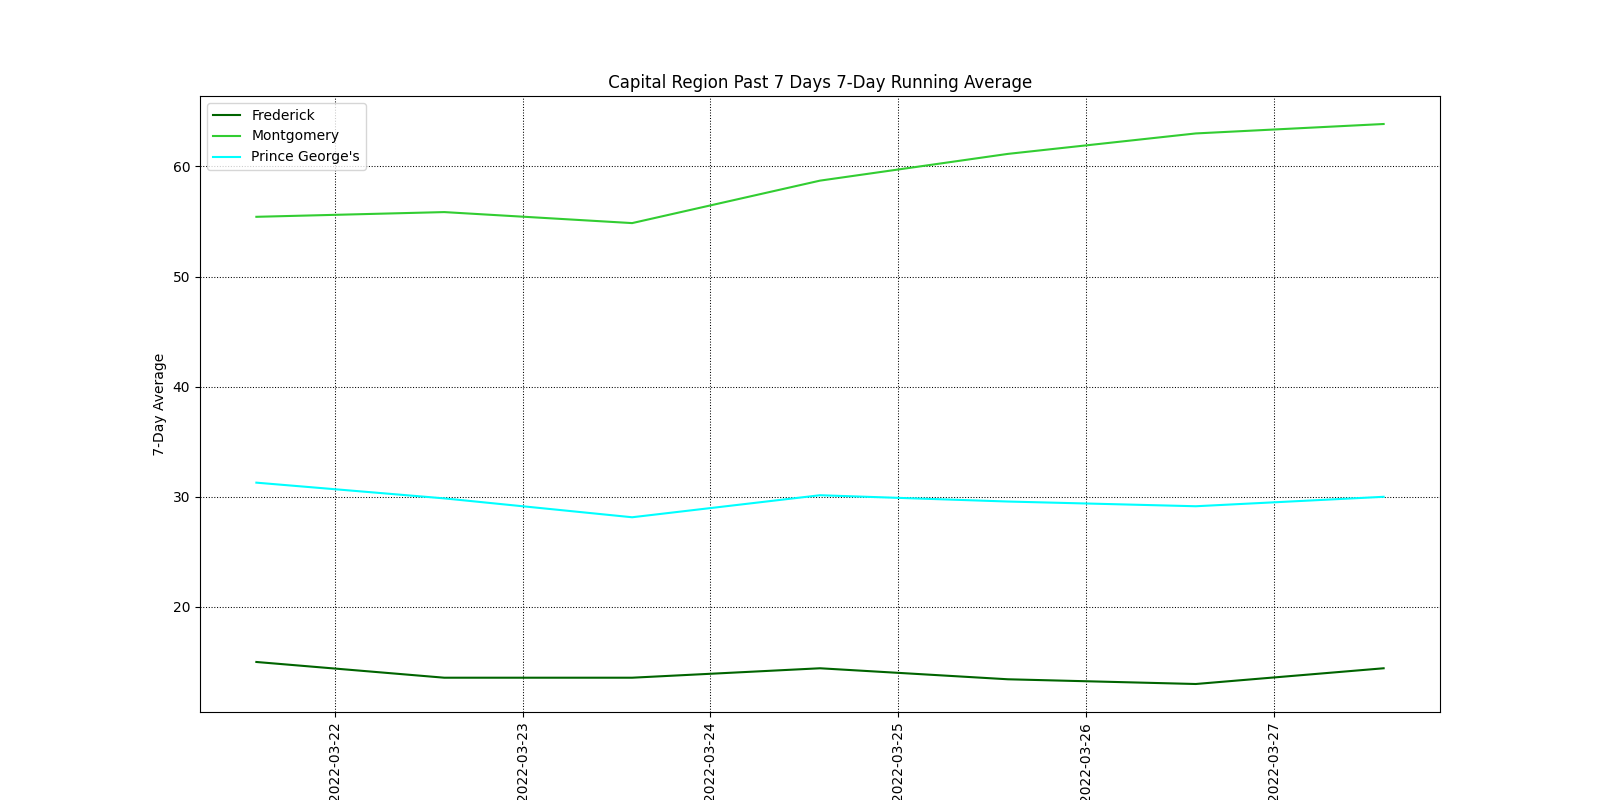 Capital Region Past 7 Days 7-Day Running Average
Frederick
Montgomery
Prince George's
60
50
40
30
20
7-Day Average
2022-03-22
2022-03-23
2022-03-24
2022-03-25
2022-03-26
2022-03-27